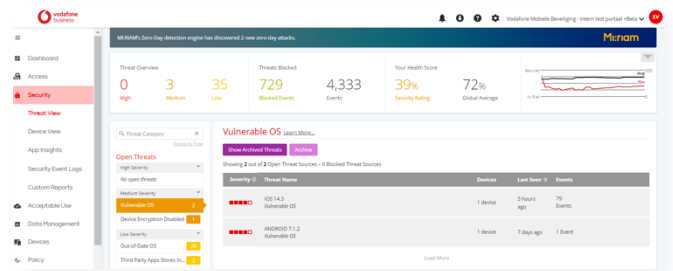 vodafone
business
Vodafone Mobiele Beveiliging - intern test portaal +Beta
EV
MI:RIAM's Zero-Day detection engine has discovered 2 new zero-day attacks.
Mi:riam
Dashboard
Access
Security
Threat View
Device View
App Insights
Security Event Logs
Custom Reports
Acceptable Use
Data Management
Devices
Policy
Threat Overview
0
High
3
Medium
35
Low
Threats Blocked
729
Blocked Events
4,333
Events
Your Health Score
39%
Security Rating
72%
Global Average
Secured
Avg
You
At Risk
Threat Category
Group by Type
Open Threats
High Severity
No open threats
Medium Severity
Vulnerable OS 2
Device Encryption Disabled 1
Low Severity
Out-of-Date OS
Third Party Apps Stores In...
Vulnerable OS Learn More...
Show Archived Threats Archive
Showing 2 out of 2 Open Threat Sources – 0 Blocked Threat Sources
Severity Threat Name Devices Last Seen Events
IOS 14.3
Vulnerable OS
1 device
5 hours
ago
79
Events
ANDROID 7.1.2
Vulnerable OS
1 device
7 days ago
1 Event
Load More